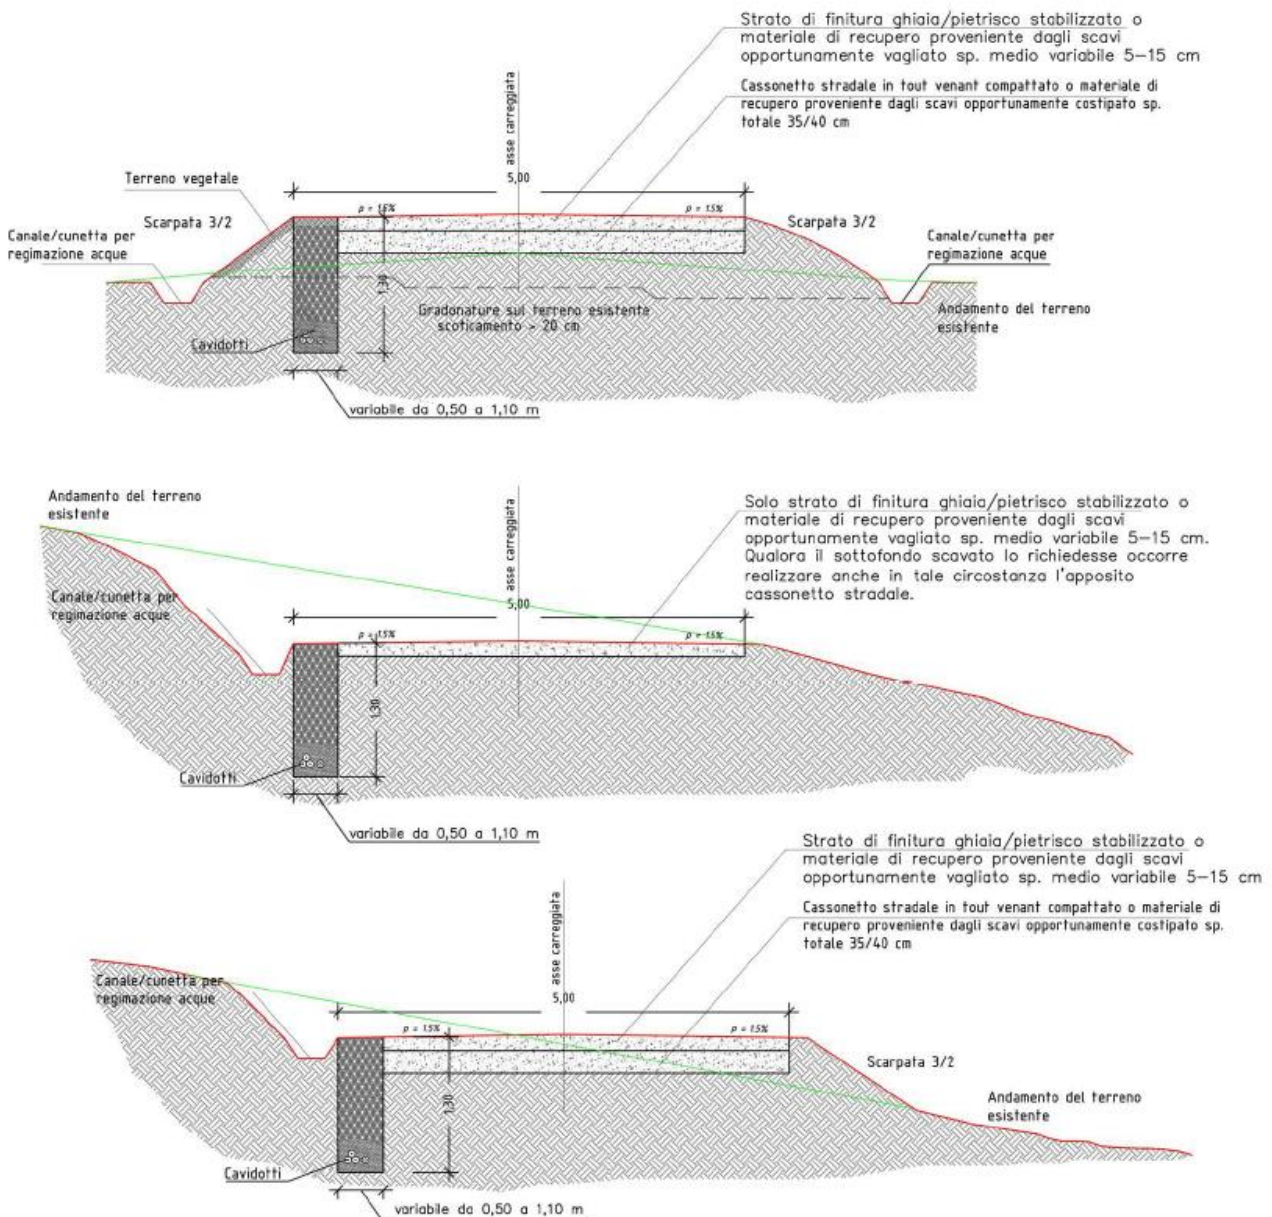 Strato di finitura ghiaia/pietrisco stabilizzato o
materiale di recupero proveniente dagli scavi
opportunamente vagliato sp. medio variabile 5-15 cm
Cassonetto stradale in tout venant compattato o materiale di
recupero proveniente dagli scavi opportunamente costipato sp.
totale 35/40 cm
asse carreggiata
5,00
Terreno vegetale
p = 1.5%
p = 1.5%
Scarpata 3/2
Scarpata 3/2
Canale/cunetta per
regimazione acque
Canale/cunetta per
regimazione acque
1,30
Gradonature sul terreno esistente
scoticamento > 20 cm
Andamento del terreno
esistente
Cavidotti
variabile da 0,50 a 1,10 m
Andamento del terreno
esistente
asse carreggiata
Solo strato di finitura ghiaia/pietrisco stabilizzato o
materiale di recupero proveniente dagli scavi
opportunamente vagliato sp. medio variabile 5-15 cm.
Qualora il sottofondo scavato lo richiedesse occorre
realizzare anche in tale circostanza l'apposito
cassonetto stradale.
Canale/cunetta per
regimazione acque
5,00
p = 1.5%
p = 1.5%
1,30
Cavidotti
variabile da 0,50 a 1,10 m
Strato di finitura ghiaia/pietrisco stabilizzato o
materiale di recupero proveniente dagli scavi
opportunamente vagliato sp. medio variabile 5-15 cm
Cassonetto stradale in tout venant compattato o materiale di
recupero proveniente dagli scavi opportunamente costipato sp.
totale 35/40 cm
asse carreggiata
Canale/cunetta per
regimazione acque
5,00
p = 1.5%
p = 1.5%
Scarpata 3/2
1,30
Andamento del terreno
esistente
Cavidotti
variabile da 0,50 a 1,10 m